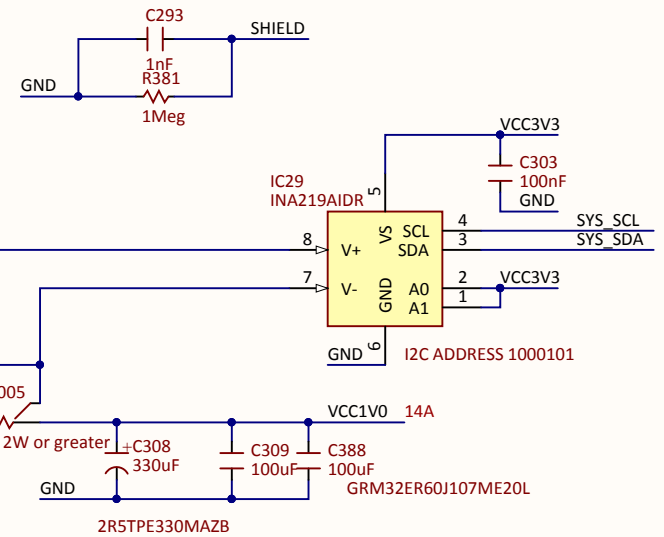 C293
SHIELD
1nF
R381
GND
1Meg
VCC3V3
IC29
INA219AIDR
C303
100nF
GND
5
VS
SCL
4
SYS_SCL
8
V+
SDA
3
SYS_SDA
7
V-
GND
A0
2
VCC3V3
A1
1
GND
6
I2C ADDRESS 1000101
005
VCC1V0
14A
2W or greater
+
C308
330uF
C309
100uF
C388
100uF
GND
GRM32ER60J107ME20L
2R5TPE330MAZB